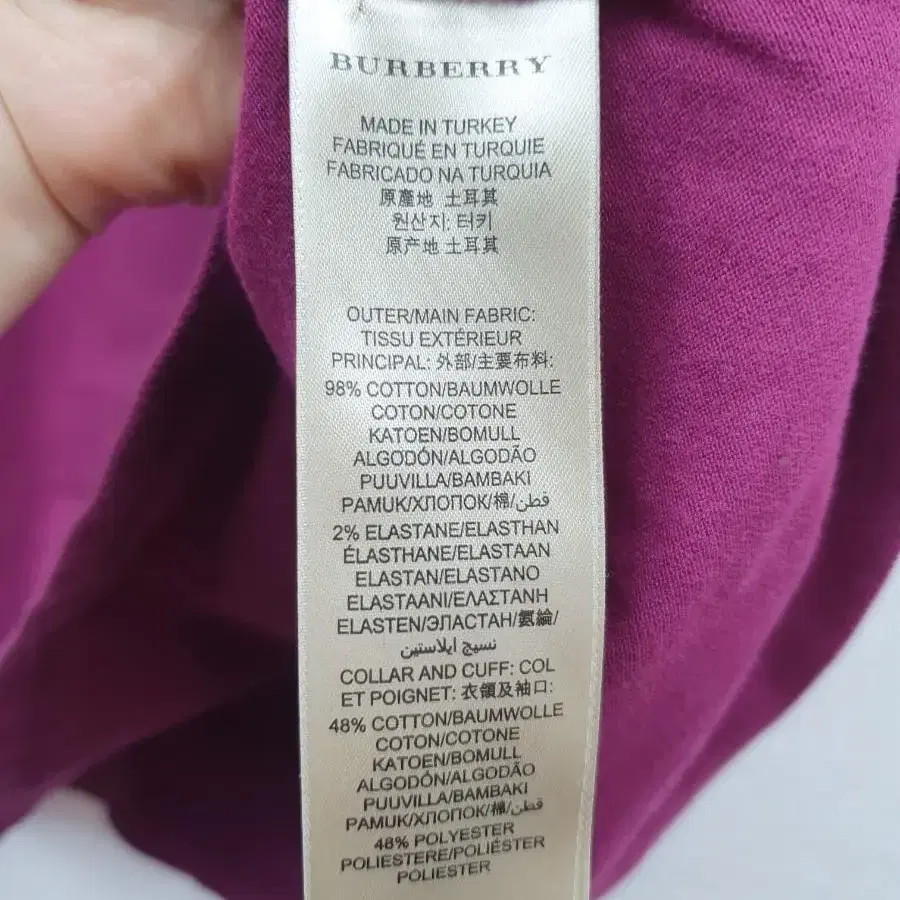 BURBERRY
MADE IN TURKEY
FABRIQUÉ EN TURQUIE
FABRICADO NA TURQUIA
原產地 土耳其
원산지: 터키
原产地 土耳其
OUTER/MAIN FABRIC:
TISSU EXTÉRIEUR
PRINCIPAL: 外部/主要布料:
98% COTTON/BAUMWOLLE
COTON/COTONE
KATOEN/BOMULL
ALGODÓN/ALGODÃO
PUUVILLA/BAMBAKI
PAMUK/ХЛОПОК/棉/قطن
2% ELASTANE/ELASTHAN
ÉLASTHANE/ELASTAAN
ELASTAN/ELASTANO
ELASTAANI/ΕΛΑΣΤΑΝΗ
ELASTEN/ЭЛАСТАН/氨綸/
نسيج ايلاستين
COLLAR AND CUFF: COL
ET POIGNET: 衣領及袖口:
48% COTTON/BAUMWOLLE
COTON/COTONE
KATOEN/BOMULL
ALGODÓN/ALGODÃO
PUUVILLA/BAMBAKI
PAMUK/ХЛОПОК/棉/قطن
48% POLYESTER
POLIESTERE/POLIÉSTER
POLIESTER